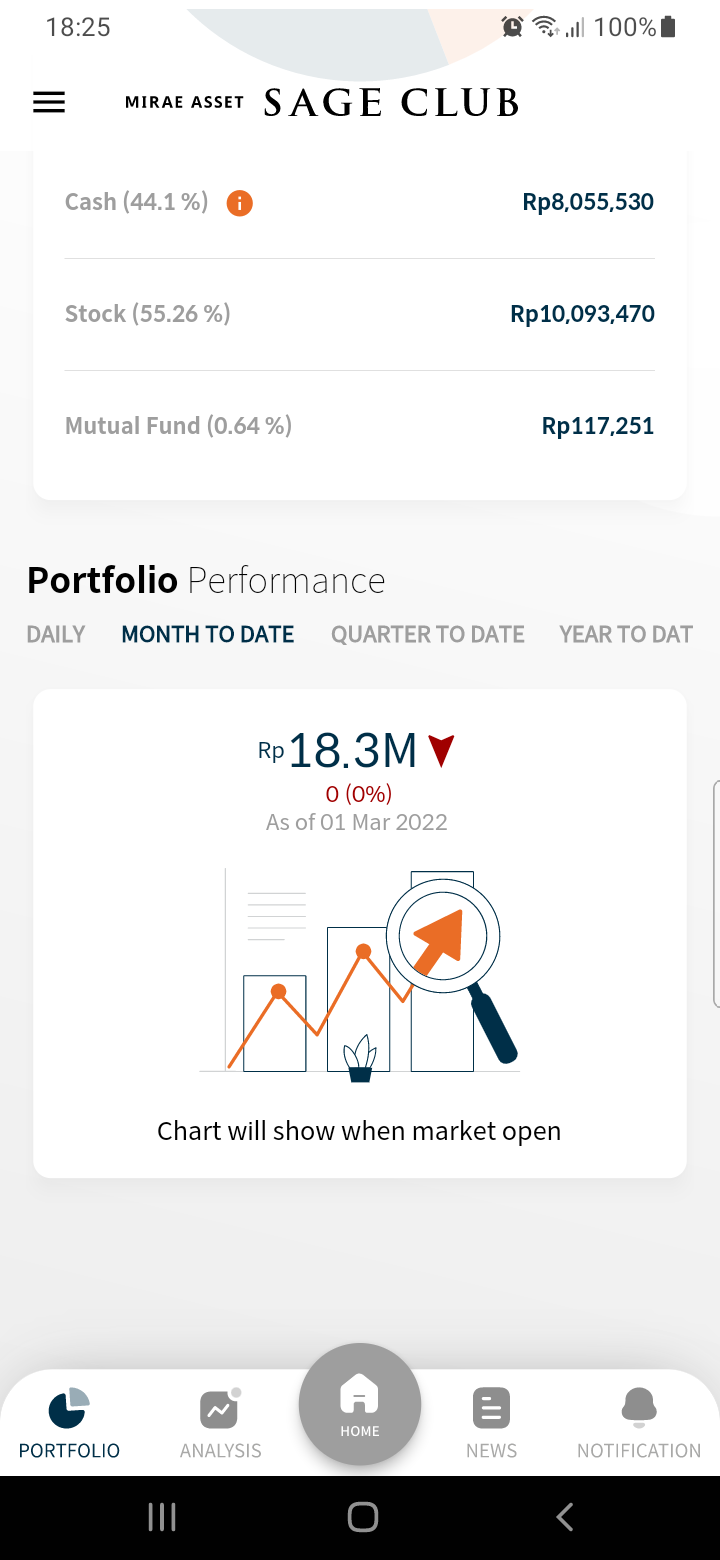 18:25 100%
MIRAE ASSET SAGE CLUB
Cash (44.1 %) i Rp8,055,530
Stock (55.26 %) Rp10,093,470
Mutual Fund (0.64 %) Rp117,251
Portfolio Performance
DAILY MONTH TO DATE QUARTER TO DATE YEAR TO DAT
Rp18.3M
0 (0%)
As of 01 Mar 2022
Chart will show when market open
PORTFOLIO ANALYSIS HOME NEWS NOTIFICATION